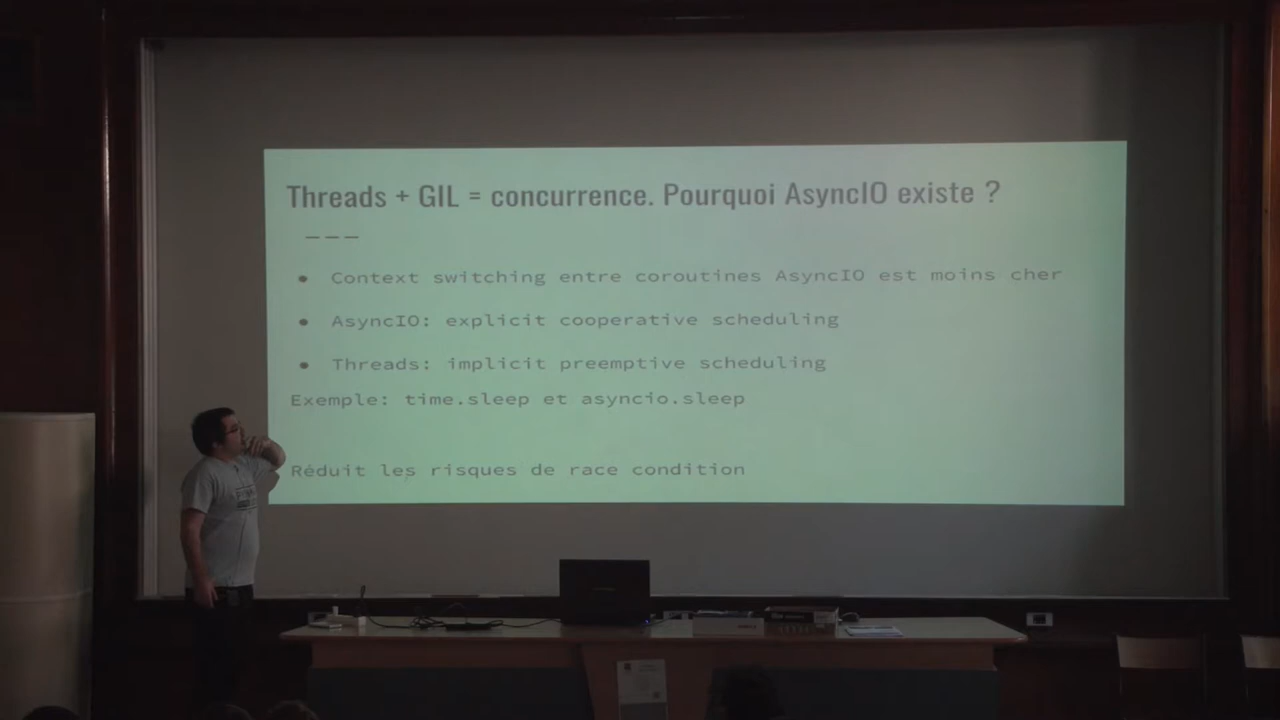 Threads + GIL = concurrence. Pourquoi AsyncIO existe ?
---
● Context switching entre coroutines AsyncIO est moins cher
● AsyncIO: explicit cooperative scheduling
● Threads: implicit preemptive scheduling
Exemple: time.sleep et asyncio.sleep
Réduit les risques de race condition